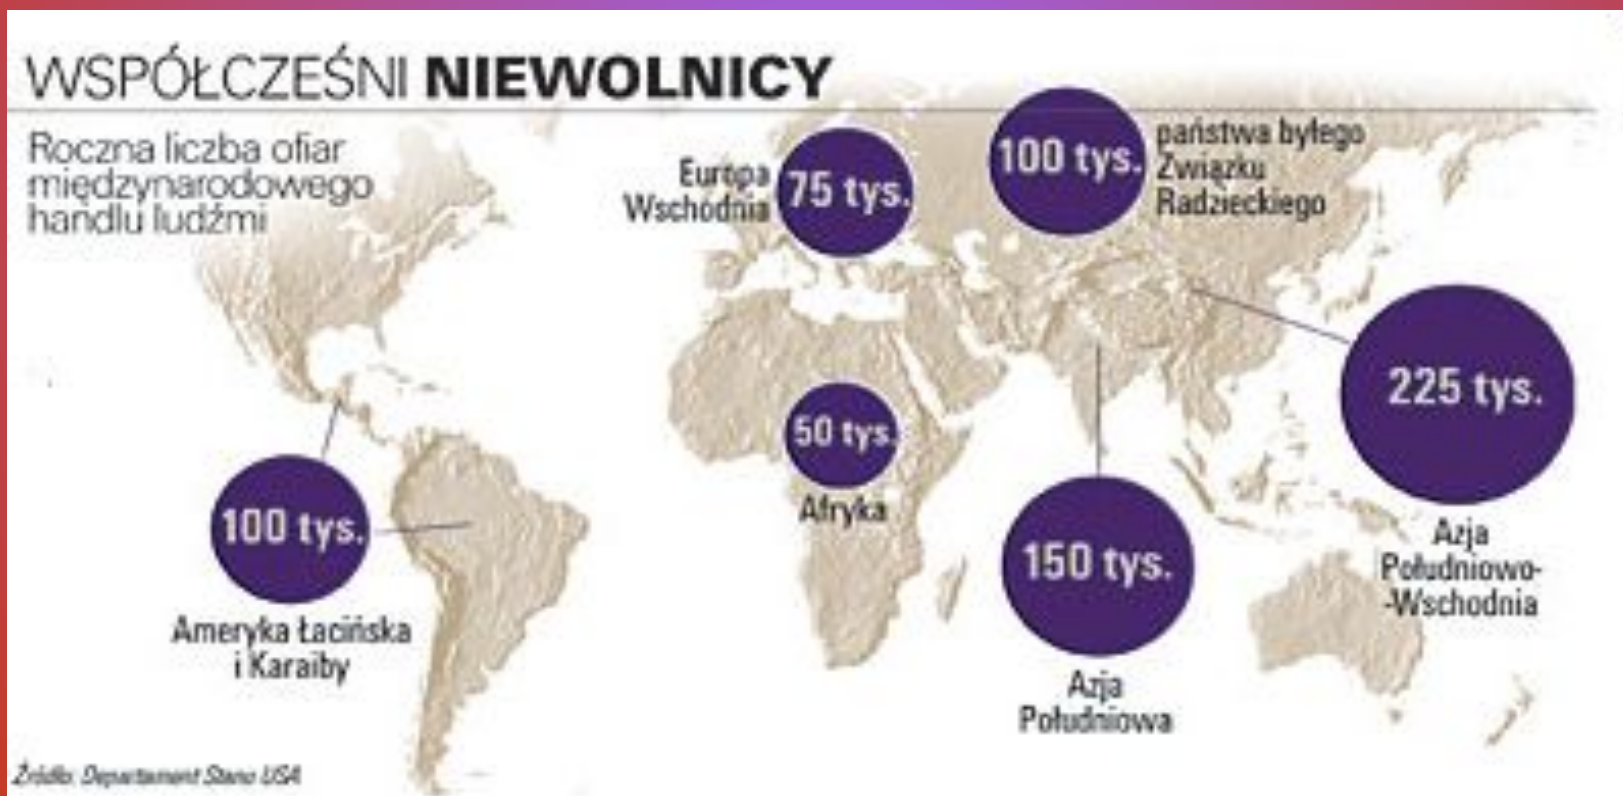 WSPÓŁCZEŚNI NIEWOLNICY
Roczna liczba ofiar
międzynarodowego
handlu ludźmi
Europa
Wschodnia
75 tys.
100 tys.
państwa byłego
Związku
Radzieckiego
225 tys.
Azja
Południowo-
-Wschodnia
50 tys.
Afryka
100 tys.
Ameryka Łacińska
i Karaiby
150 tys.
Azja
Południowa
Źródło: Departament Stanu USA